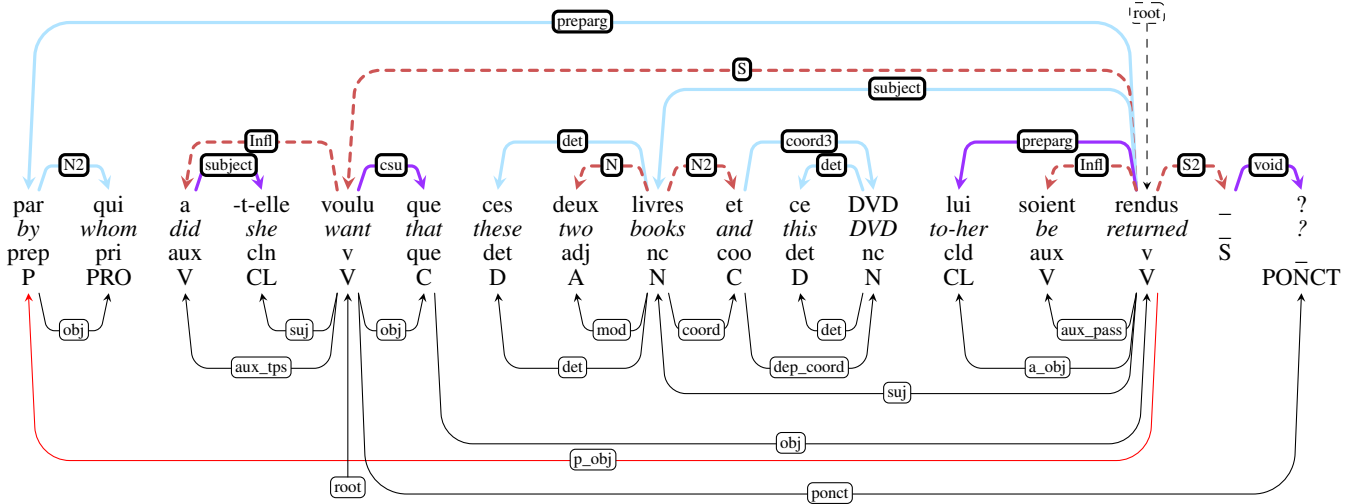 root
preparg
S
subject
Infl det coord3 preparg
N2 subject csu N N2 det Infl S2 void
par qui a -t-elle voulu que ces deux livres et ce DVD lui soient rendus _ ?
by whom did she want that these two books and this DVD to-her be returned _ ?
prep pri aux cln v que det adj nc coo det nc cld aux v S _
P PRO V CL V C D A N C D N CL V V PONCT
obj suj obj mod coord det aux_pass
aux_tps det dep_coord a_obj
suj
obj
p_obj
root ponct